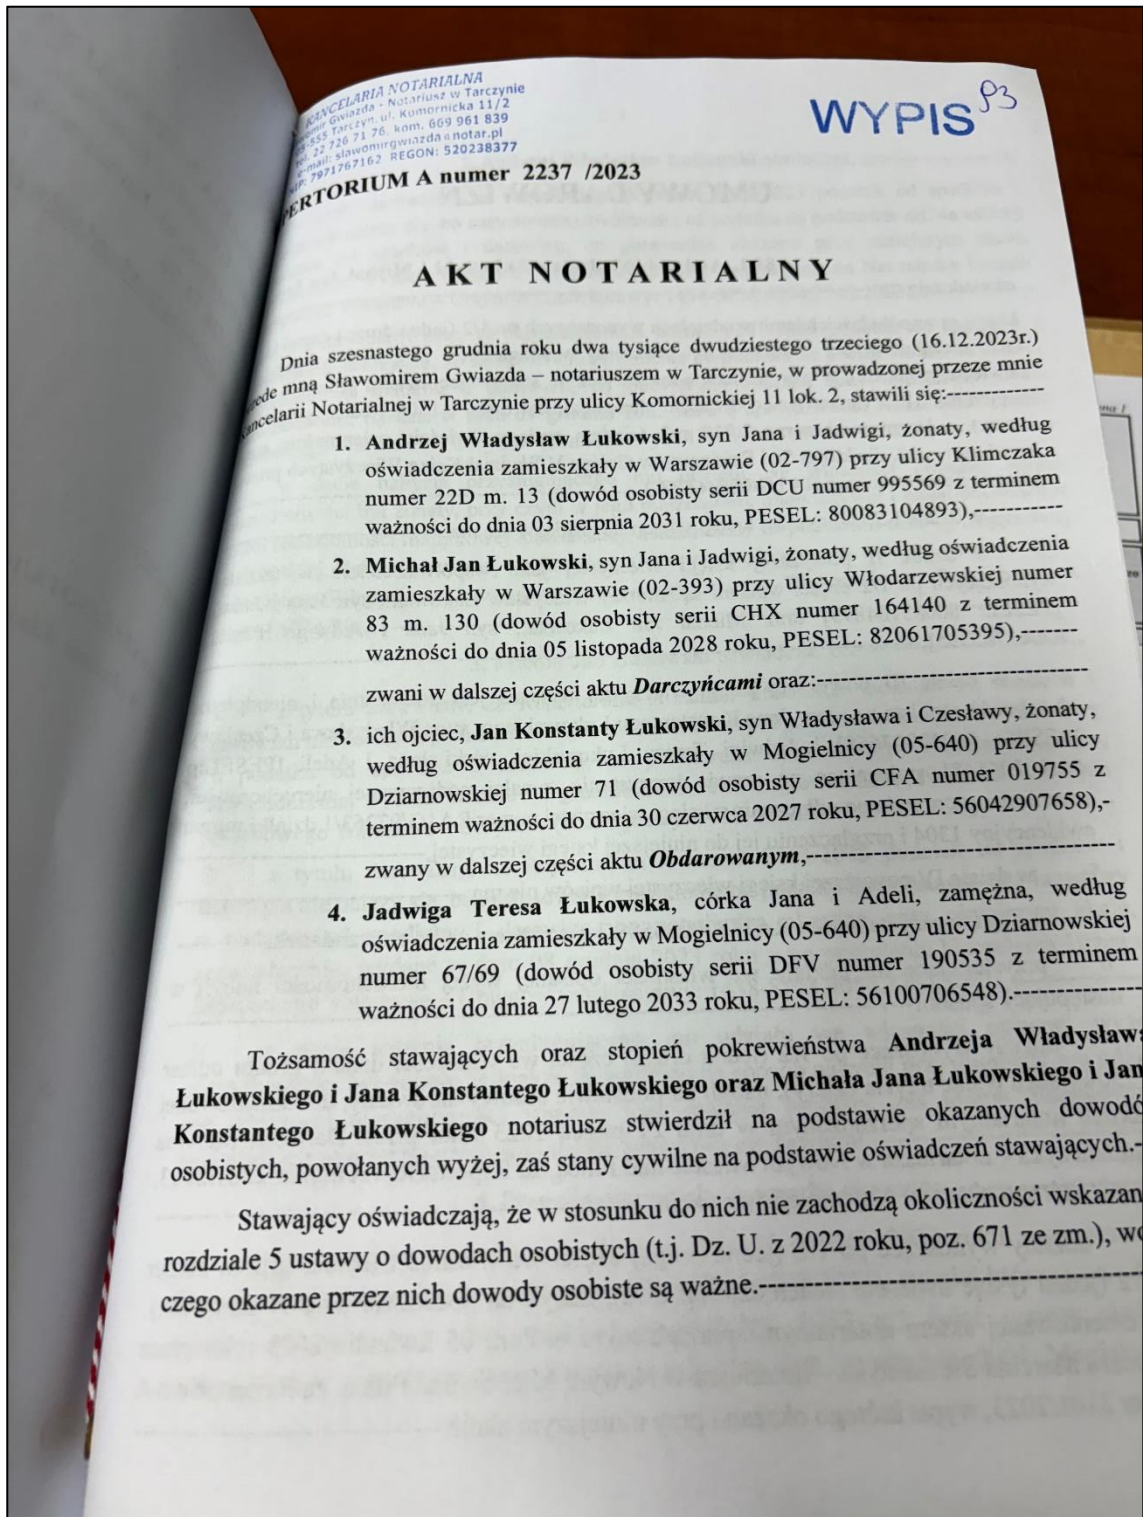 KANCELARIA NOTARIALNA
Gwiazda - Notariusz w Tarczynie
Tarczyn, ul. Komornicka 11/2
tel. 22 726 71 76, kom. 669 961 839
e-mail: slawomirgwiazda@notar.pl
NIP: 7971767162 REGON: 520238377
WYPIS
PERTORIUM A numer 2237 /2023
AKT NOTARIALNY
Dnia szesnastego grudnia roku dwa tysiące dwudziestego trzeciego (16.12.2023r.)
zede mną Sławomirem Gwiazda – notariuszem w Tarczynie, w prowadzonej przeze mnie
ancelarii Notarialnej w Tarczynie przy ulicy Komornickiej 11 lok. 2, stawili się:------------
1. Andrzej Władysław Łukowski, syn Jana i Jadwigi, żonaty, według
oświadczenia zamieszkały w Warszawie (02-797) przy ulicy Klimczaka
numer 22D m. 13 (dowód osobisty serii DCU numer 995569 z terminem
ważności do dnia 03 sierpnia 2031 roku, PESEL: 80083104893),-----------
2. Michał Jan Łukowski, syn Jana i Jadwigi, żonaty, według oświadczenia
zamieszkały w Warszawie (02-393) przy ulicy Włodarzewskiej numer
83 m. 130 (dowód osobisty serii CHX numer 164140 z terminem
ważności do dnia 05 listopada 2028 roku, PESEL: 82061705395),-------
zwani w dalszej części aktu Darczyńcami oraz:----------------------------------
3. ich ojciec, Jan Konstanty Łukowski, syn Władysława i Czesławy, żonaty,
według oświadczenia zamieszkały w Mogielnicy (05-640) przy ulicy
Dziarnowskiej numer 71 (dowód osobisty serii CFA numer 019755 z
terminem ważności do dnia 30 czerwca 2027 roku, PESEL: 56042907658),-
zwany w dalszej części aktu Obdarowanym,--------------------------------------
4. Jadwiga Teresa Łukowska, córka Jana i Adeli, zamężna, według
oświadczenia zamieszkały w Mogielnicy (05-640) przy ulicy Dziarnowskiej
numer 67/69 (dowód osobisty serii DFV numer 190535 z terminem
ważności do dnia 27 lutego 2033 roku, PESEL: 56100706548).---------------
Tożsamość stawających oraz stopień pokrewieństwa Andrzeja Władysława
Łukowskiego i Jana Konstantego Łukowskiego oraz Michała Jana Łukowskiego i Jan
Konstantego Łukowskiego notariusz stwierdził na podstawie okazanych dowodó
osobistych, powołanych wyżej, zaś stany cywilne na podstawie oświadczeń stawających.-
Stawający oświadczają, że w stosunku do nich nie zachodzą okoliczności wskazan
rozdziale 5 ustawy o dowodach osobistych (t.j. Dz. U. z 2022 roku, poz. 671 ze zm.), wo
czego okazane przez nich dowody osobiste są ważne.--------------------------------------------